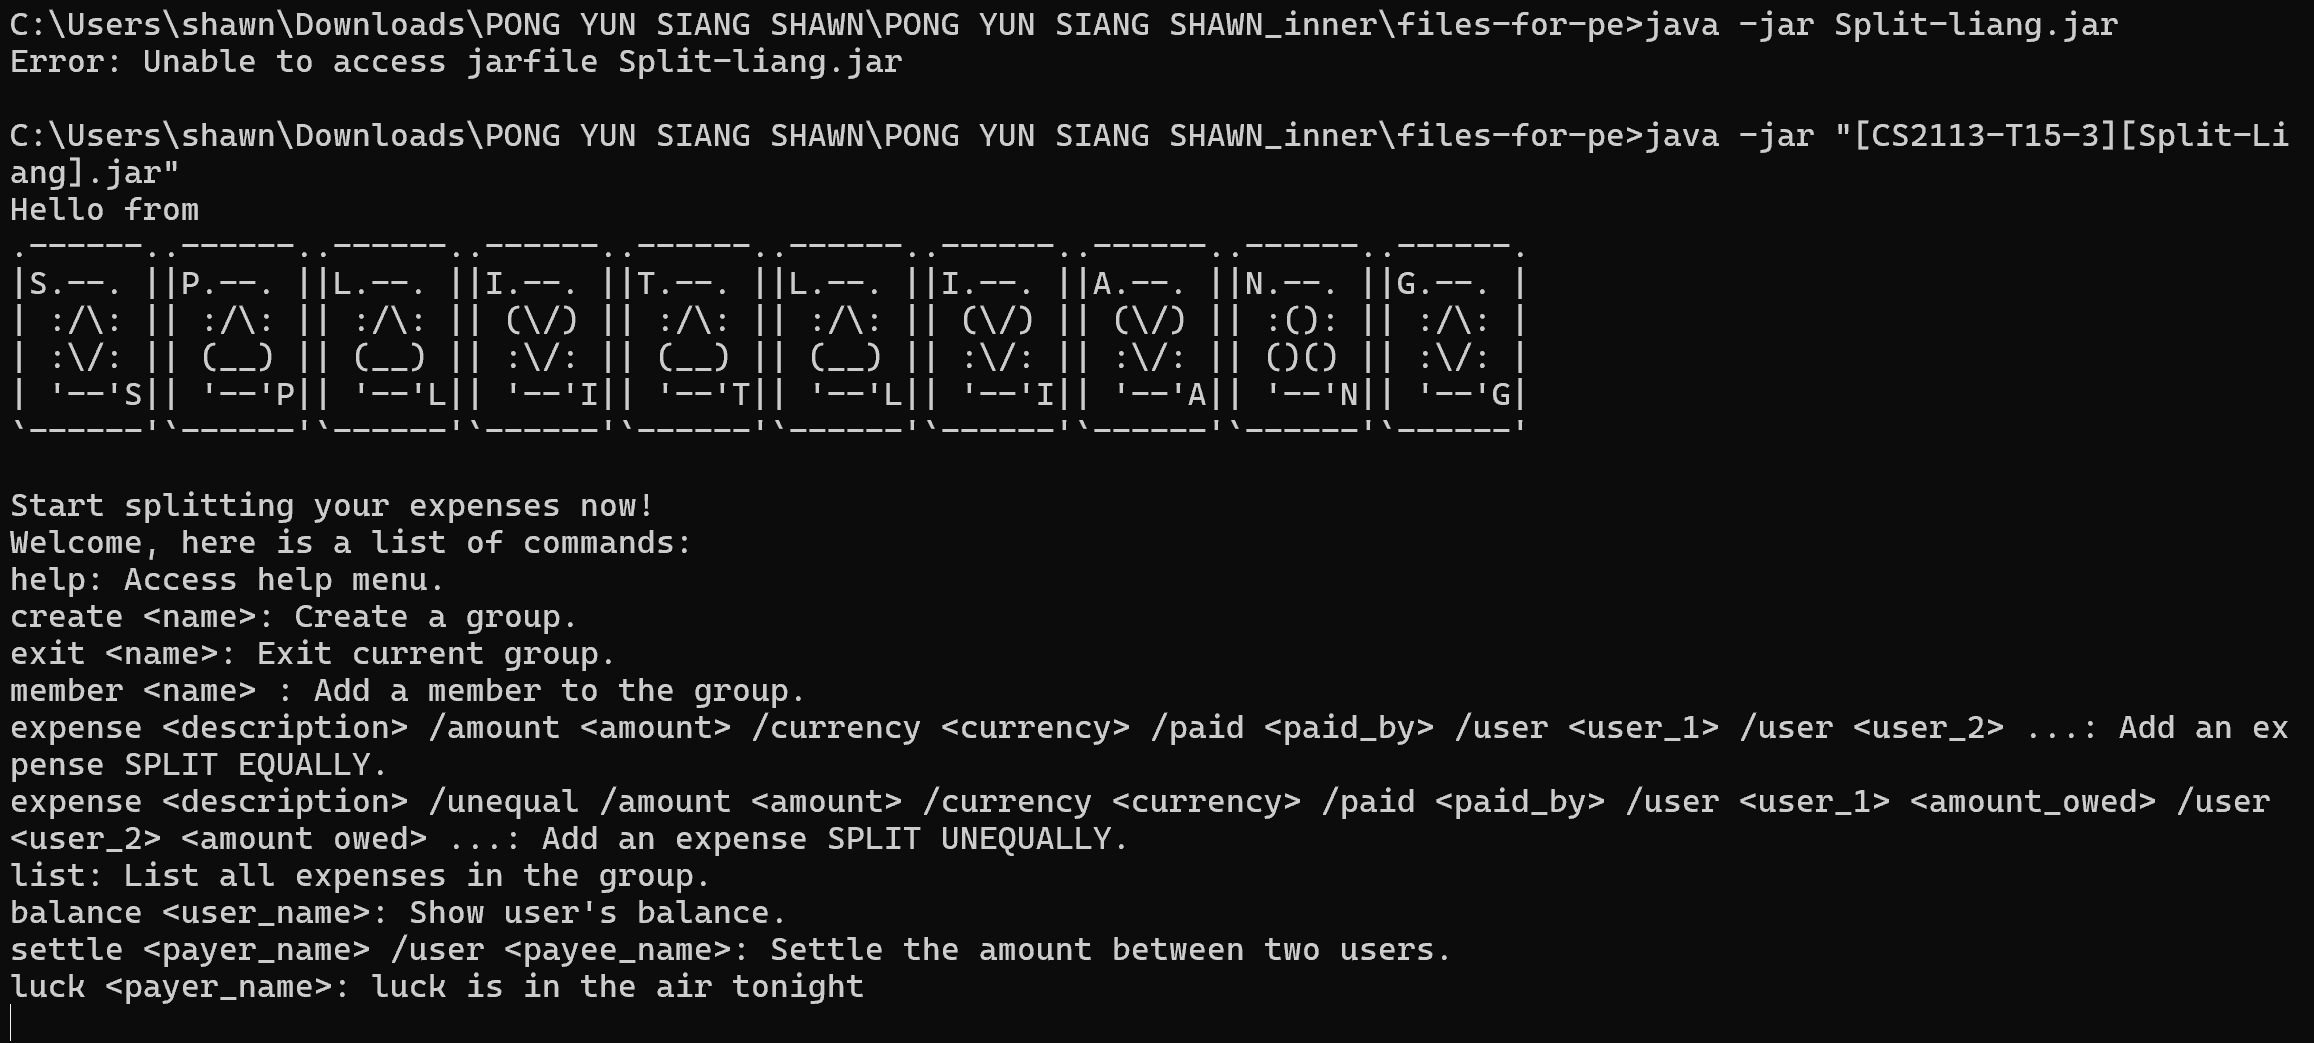 C:\Users\shawn\Downloads\PONG YUN SIANG SHAWN\PONG YUN SIANG SHAWN_inner\files-for-pe>java -jar Split-liang.jar
Error: Unable to access jarfile Split-liang.jar
C:\Users\shawn\Downloads\PONG YUN SIANG SHAWN\PONG YUN SIANG SHAWN_inner\files-for-pe>java -jar "[CS2113-T15-3][Split-Li
ang].jar"
Hello from
.------..------..------..------..------..------..------..------..------..------.
|S.--. ||P.--. ||L.--. ||I.--. ||T.--. ||L.--. ||I.--. ||A.--. ||N.--. ||G.--. |
| :/\: || :/\: || :/\: || (\/) || :/\: || :/\: || (\/) || (\/) || :(): || :/\: |
| :\/: || (__) || (__) || :\/: || (__) || (__) || :\/: || :\/: || ()() || :\/: |
| '--'S|| '--'P|| '--'L|| '--'I|| '--'T|| '--'L|| '--'I|| '--'A|| '--'N|| '--'G|
`------'`------'`------'`------'`------'`------'`------'`------'`------'`------'
Start splitting your expenses now!
Welcome, here is a list of commands:
help: Access help menu.
create <name>: Create a group.
exit <name>: Exit current group.
member <name> : Add a member to the group.
expense <description> /amount <amount> /currency <currency> /paid <paid_by> /user <user_1> /user <user_2> ...: Add an ex
pense SPLIT EQUALLY.
expense <description> /unequal /amount <amount> /currency <currency> /paid <paid_by> /user <user_1> <amount_owed> /user
<user_2> <amount owed> ...: Add an expense SPLIT UNEQUALLY.
list: List all expenses in the group.
balance <user_name>: Show user's balance.
settle <payer_name> /user <payee_name>: Settle the amount between two users.
luck <payer_name>: luck is in the air tonight